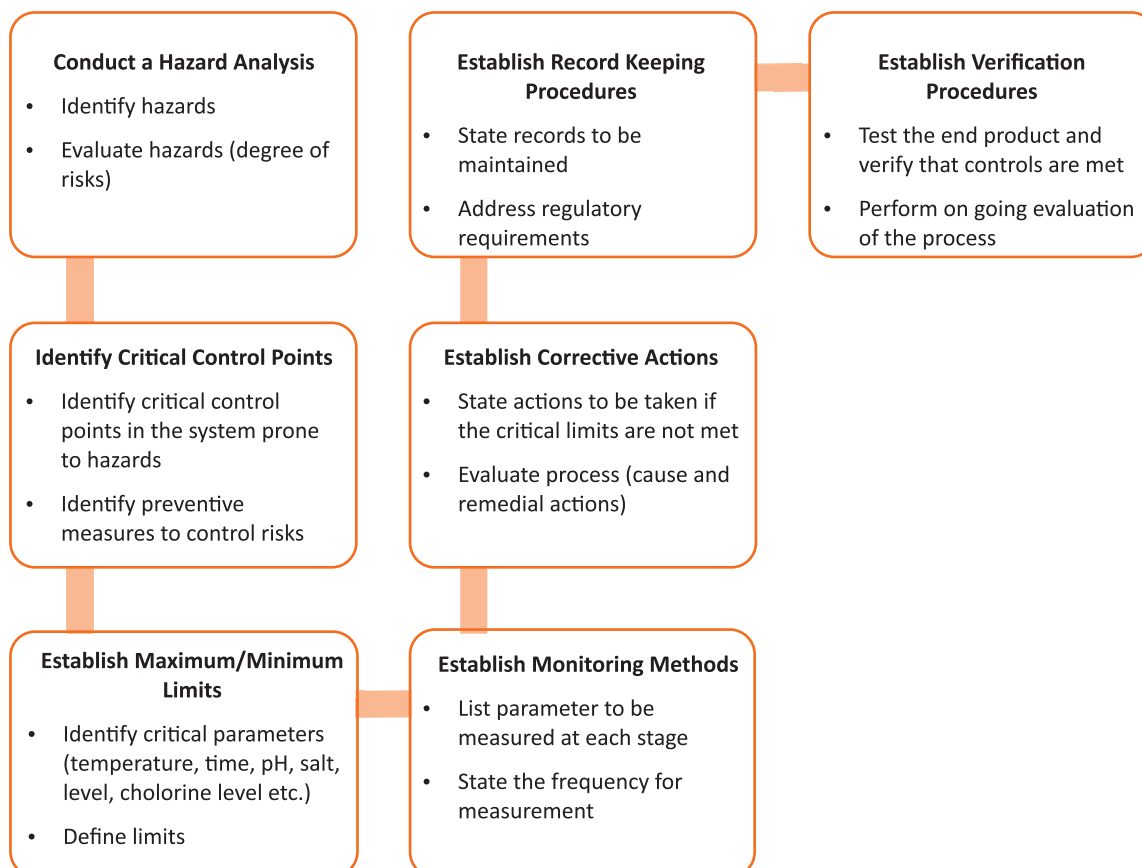 Conduct a Hazard Analysis
• Identify hazards
• Evaluate hazards (degree of
risks)
Identify Critical Control Points
• Identify critical control
points in the system prone
to hazards
• Identify preventive
measures to control risks
Establish Maximum/Minimum
Limits
• Identify critical parameters
(temperature, time, pH, salt,
level, cholorine level etc.)
• Define limits
Establish Monitoring Methods
• List parameter to be
measured at each stage
• State the frequency for
measurement
Establish Corrective Actions
• State actions to be taken if
the critical limits are not met
• Evaluate process (cause and
remedial actions)
Establish Record Keeping
Procedures
• State records to be
maintained
• Address regulatory
requirements
Establish Verification
Procedures
• Test the end product and
verify that controls are met
• Perform on going evaluation
of the process